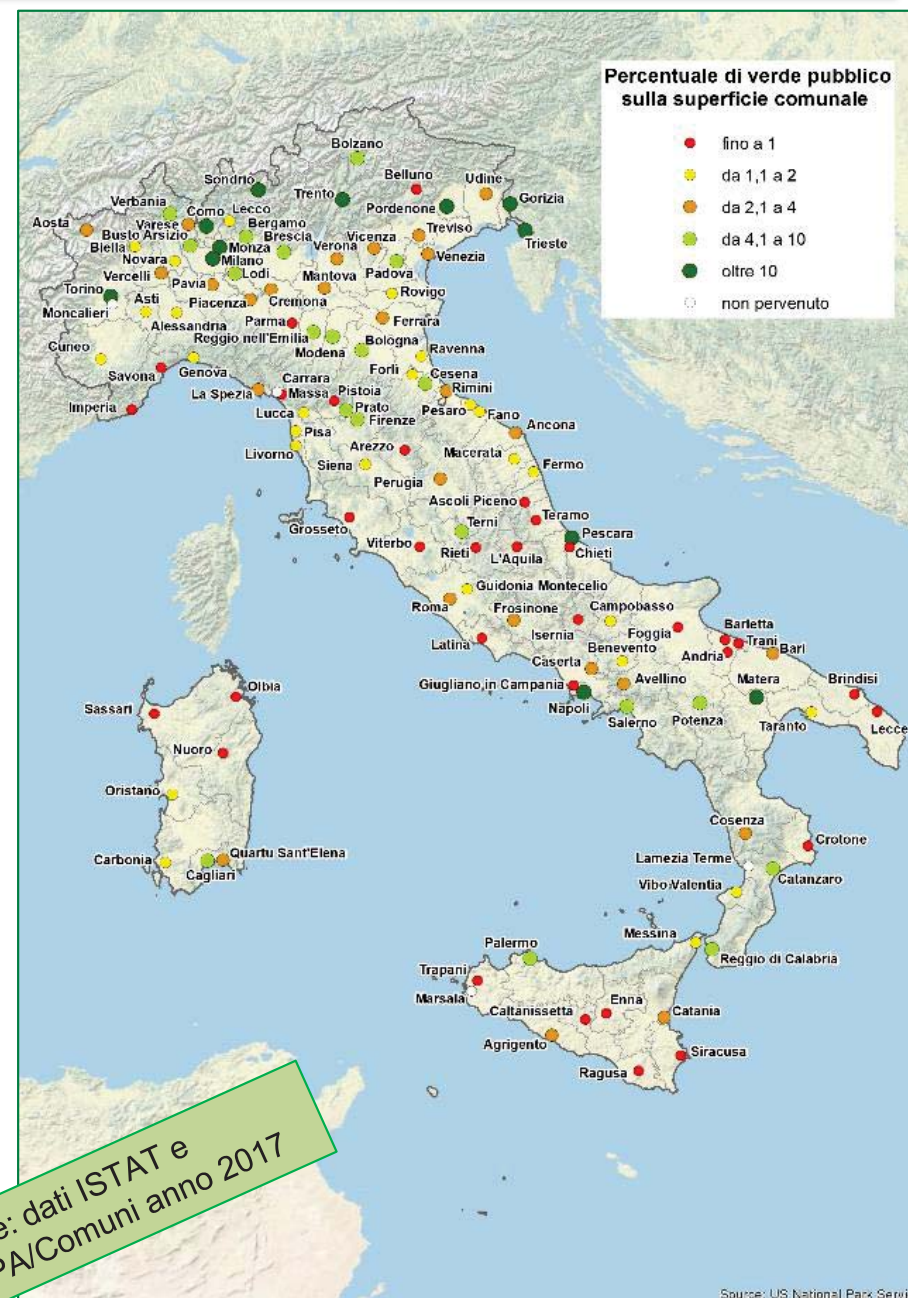 Percentuale di verde pubblico
sulla superficie comunale
fino a 1
da 1,1 a 2
da 2,1 a 4
da 4,1 a 10
oltre 10
non pervenuto
Bolzano
Sondrio
Trento
Belluno
Udine
Pordenone
Gorizia
Trieste
Verbania
Aosta
Varese
Como
Lecco
Bergamo
Busto Arsizio
Brescia
Verona
Vicenza
Treviso
Biella
Monza
Novara
Milano
Venezia
Vercelli
Lodi
Mantova
Padova
Torino
Pavia
Rovigo
Asti
Piacenza
Cremona
Moncalieri
Alessandria
Parma
Ferrara
Reggio nell'Emilia
Cuneo
Modena
Bologna
Ravenna
Genova
Savona
Forlì
Cesena
La Spezia
Carrara
Rimini
Imperia
Massa
Pistoia
Lucca
Prato
Pesaro
Fano
Firenze
Pisa
Ancona
Livorno
Arezzo
Macerata
Siena
Fermo
Perugia
Ascoli Piceno
Grosseto
Terni
Teramo
Pescara
Viterbo
Rieti
L'Aquila
Chieti
Guidonia Montecelio
Roma
Frosinone
Campobasso
Latina
Isernia
Foggia
Barletta
Trani
Benevento
Andria
Bari
Caserta
Giugliano in Campania
Avellino
Matera
Brindisi
Napoli
Salerno
Potenza
Taranto
Lecce
Olbia
Sassari
Nuoro
Oristano
Carbonia
Cagliari
Quartu Sant'Elena
Cosenza
Crotone
Lamezia Terme
Catanzaro
Vibo Valentia
Messina
Palermo
Reggio di Calabria
Trapani
Marsala
Enna
Caltanissetta
Catania
Agrigento
Siracusa
Ragusa
e: dati ISTAT e
PA/Comuni anno 2017
Source: US National Park Servi